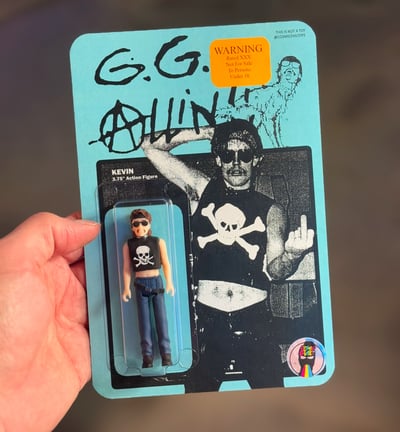 THIS IS NOT A TOY
G.G.
ALLIN
WARNING
Rated XXX
Not For Sale
To Persons
Under 18
KEVIN
3.75" Action Figure